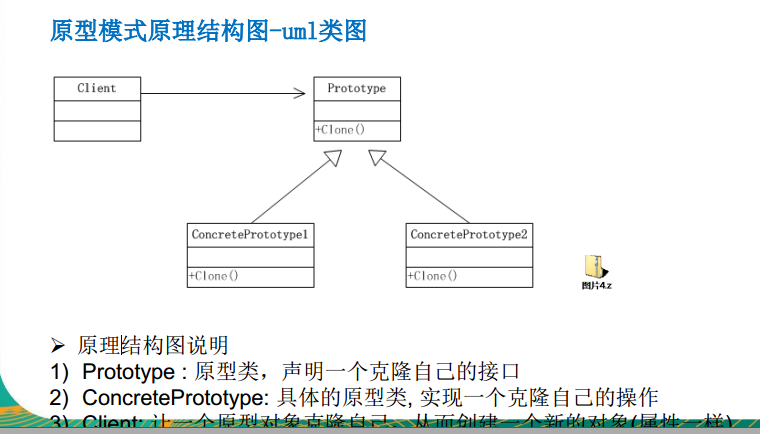 原型模式原理结构图-uml类图
Client
Prototype
+Clone()
ConcretePrototype1
+Clone()
ConcretePrototype2
+Clone()
图片4.z
➢ 原理结构图说明
1) Prototype : 原型类，声明一个克隆自己的接口
2) ConcretePrototype: 具体的原型类, 实现一个克隆自己的操作
3) Client: 让一个原型对象克隆自己，从而创建一个新的对象(属性一样)